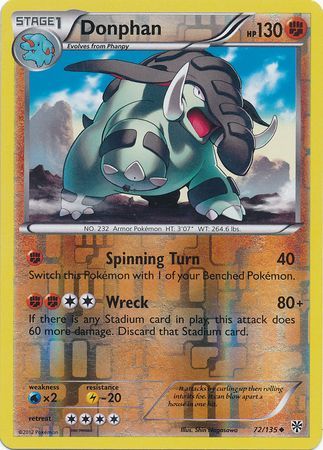 STAGE1
Donphan
HP130
Evolves from Phanpy
NO. 232 Armor Pokémon HT. 3'07" WT. 264.6 lbs.
Spinning Turn 40
Switch this Pokémon with 1 of your Benched Pokémon.
Wreck 80+
If there is any Stadium card in play, this attack does
60 more damage. Discard that Stadium card.
weakness resistance
×2 -20
retreat
It attacks by curling up then rolling
into its foe. It can blow apart a
house in one hit.
©2012 Pokémon
Illus. Shin Nagasawa
72/135